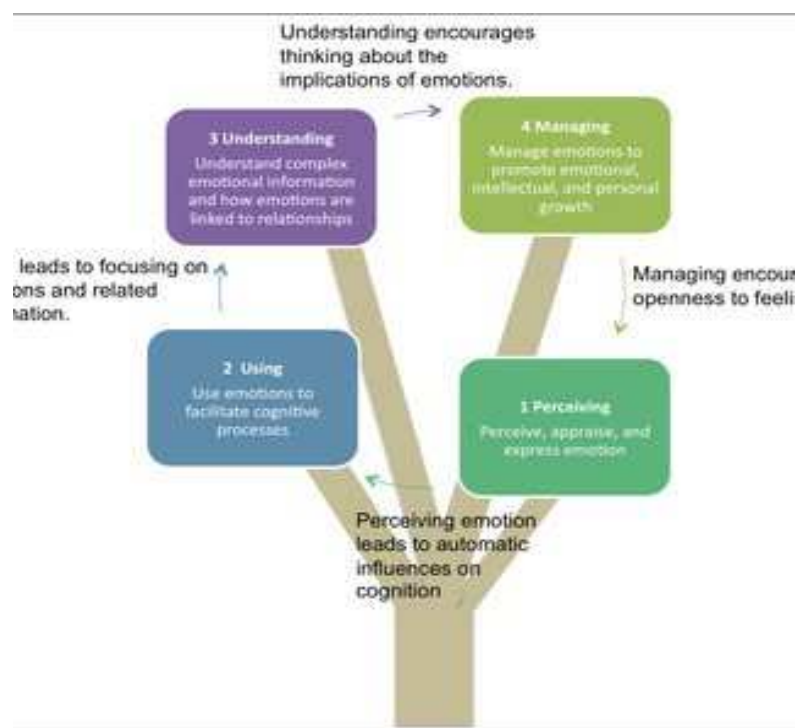 Understanding encourages
thinking about the
implications of emotions.
3 Understanding
Understand complex
emotional information
and how emotions are
linked to relationships
4 Managing
Manage emotions to
promote emotional,
intellectual, and personal
growth
leads to focusing on
ons and related
nation.
Managing encour
openness to feeli
2 Using
Use emotions to
facilitate cognitive
processes
1 Perceiving
Perceive, appraise, and
express emotion
Perceiving emotion
leads to automatic
influences on
cognition